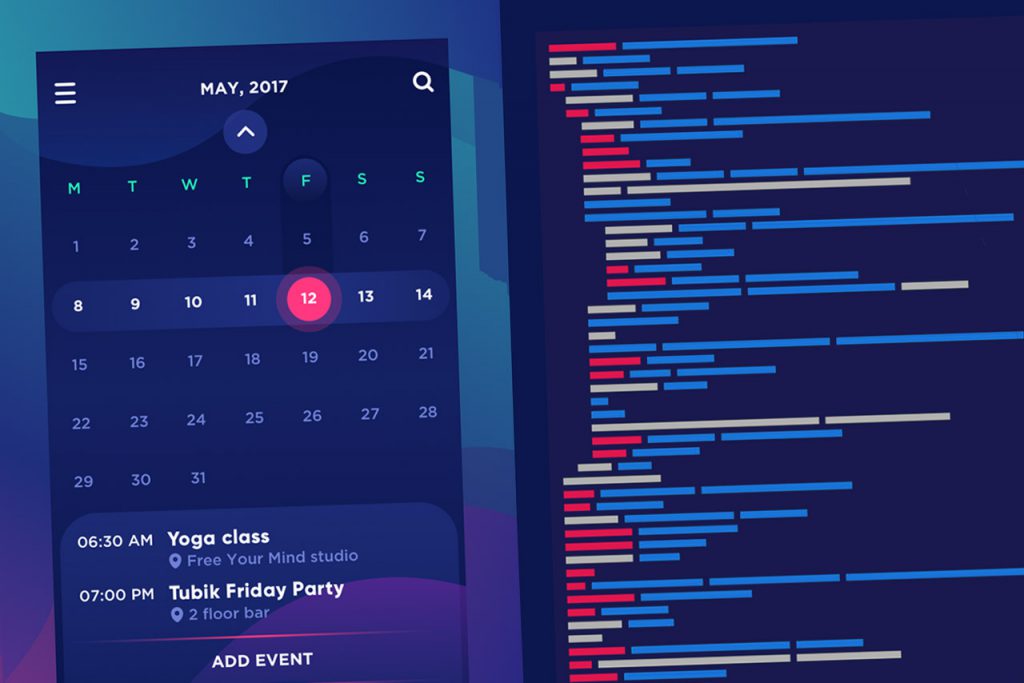 MAY, 2017
M T W T F S S
1 2 3 4 5 6 7
8 9 10 11 12 13 14
15 16 17 18 19 20 21
22 23 24 25 26 27 28
29 30 31
06:30 AM Yoga class
Free Your Mind studio
07:00 PM Tubik Friday Party
2 floor bar
ADD EVENT